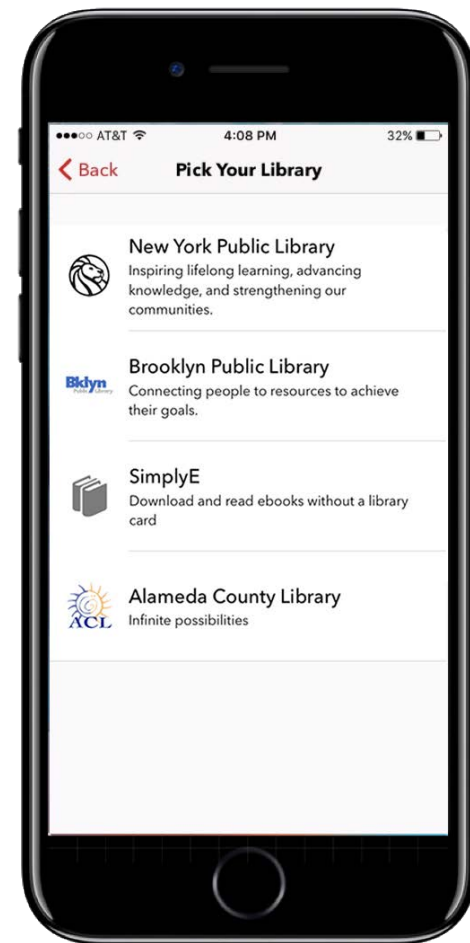 AT&T 4:08 PM 32%
Back Pick Your Library
New York Public Library
Inspiring lifelong learning, advancing
knowledge, and strengthening our
communities.
Bklyn
Public Library
Brooklyn Public Library
Connecting people to resources to achieve
their goals.
SimplyE
Download and read ebooks without a library
card
ACL
Alameda County Library
Infinite possibilities